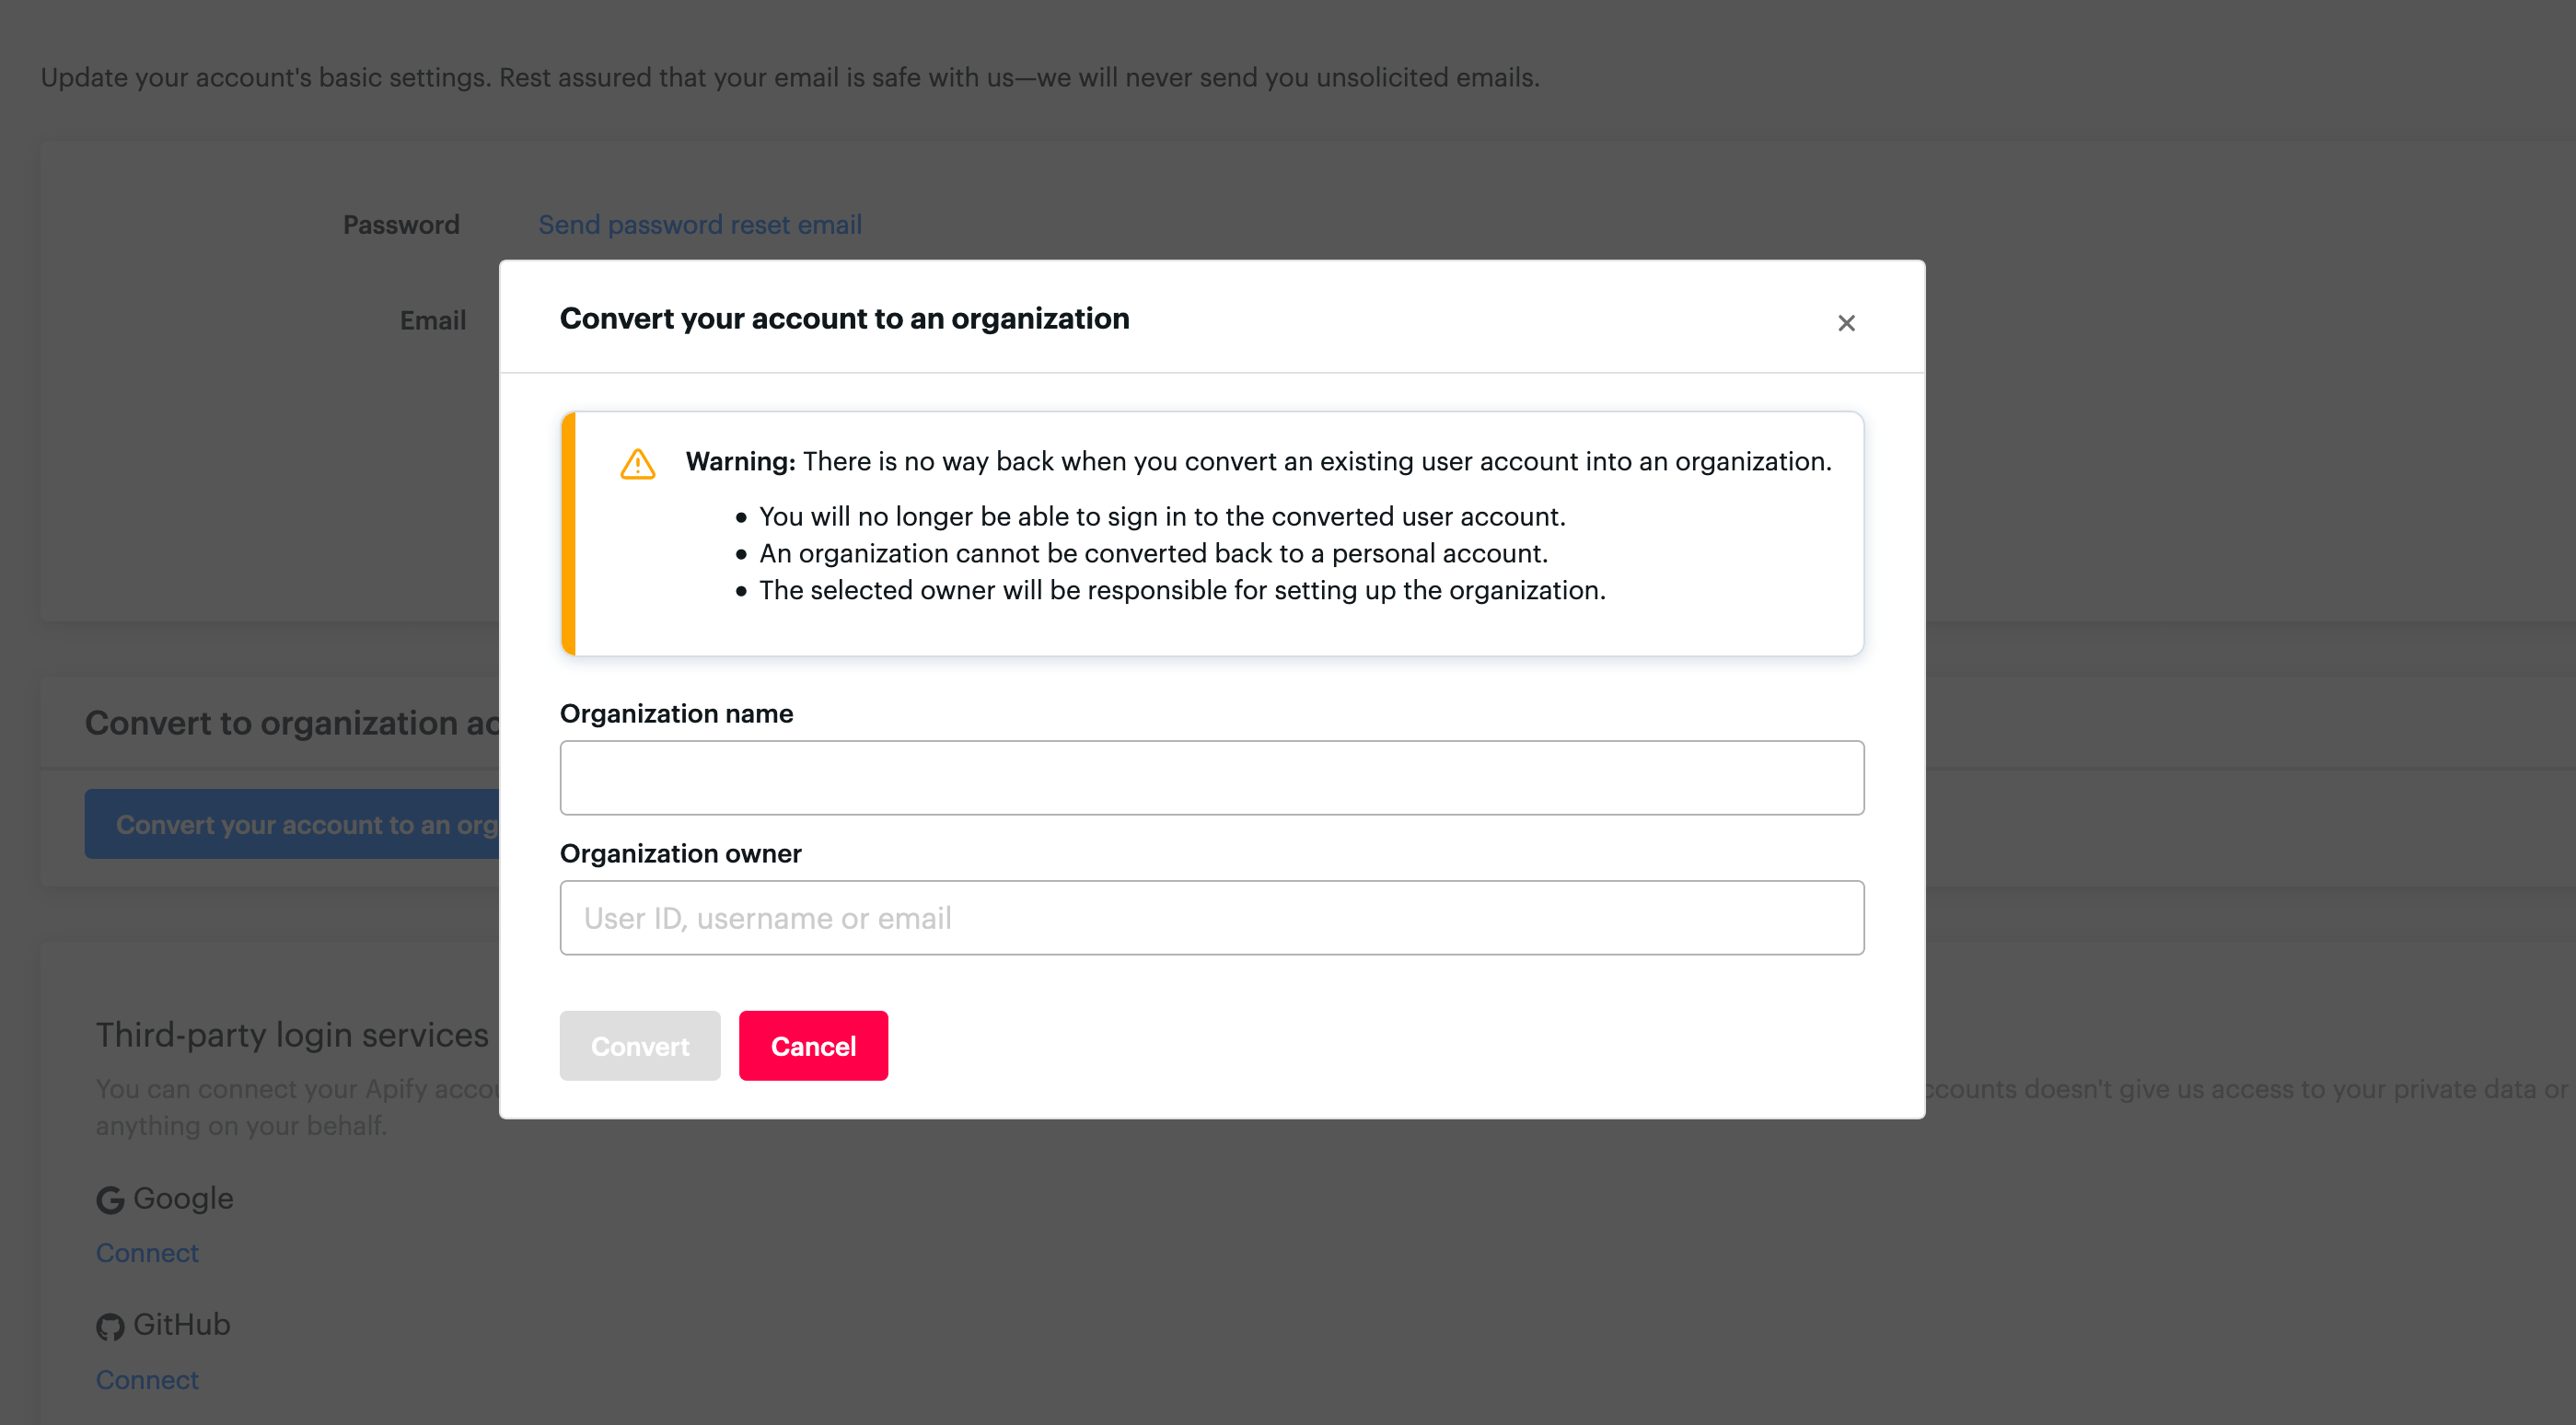 Update your account's basic settings. Rest assured that your email is safe with us—we will never send you unsolicited emails.
Password
Send password reset email
Email
Convert your account to an organization
Warning: There is no way back when you convert an existing user account into an organization.
You will no longer be able to sign in to the converted user account.
An organization cannot be converted back to a personal account.
The selected owner will be responsible for setting up the organization.
Organization name
Organization owner
User ID, username or email
Convert
Cancel
Convert to organization
Convert your account to an org
Third-party login services
You can connect your Apify
doesn't give us access to your private data or
anything on your behalf.
Google
Connect
GitHub
Connect